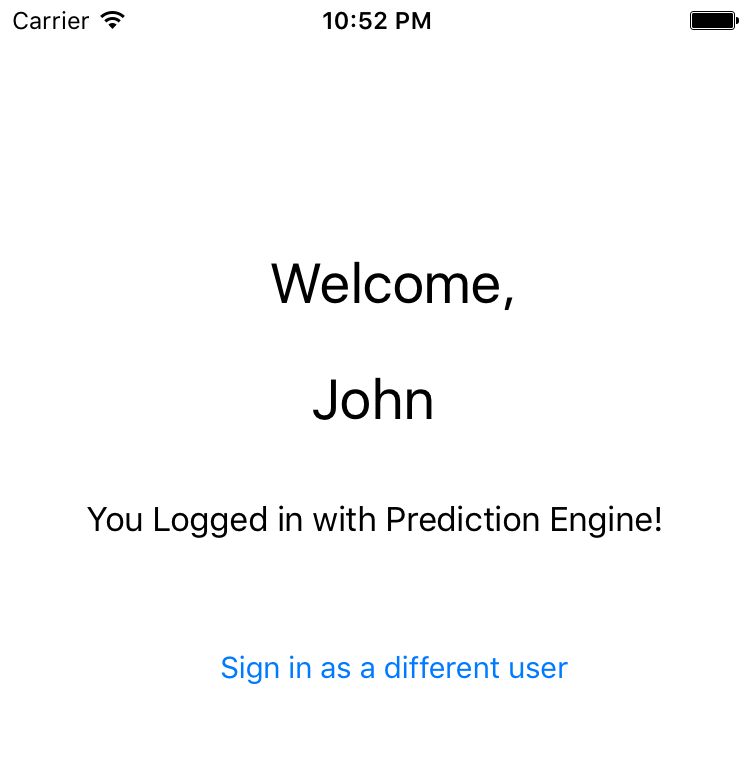 Carrier 10:52 PM
Welcome,
John
You Logged in with Prediction Engine!
Sign in as a different user